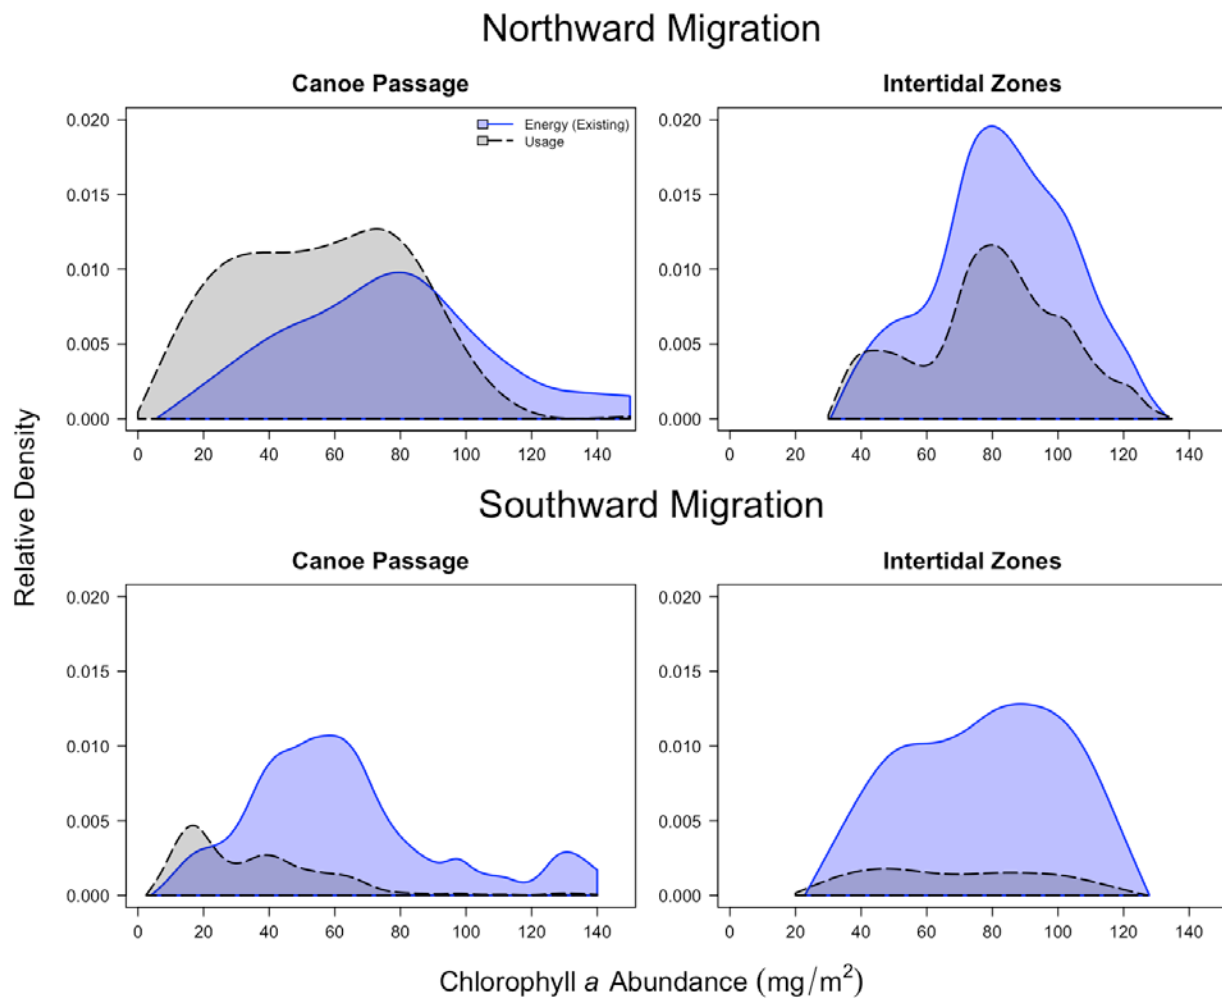 Northward Migration
Canoe Passage
Intertidal Zones
Energy (Existing)
Usage
0.020
0.015
0.010
0.005
0.000
0 20 40 60 80 100 120 140
0.020
0.015
0.010
0.005
0.000
0 20 40 60 80 100 120 140
Relative Density
Southward Migration
Canoe Passage
Intertidal Zones
0.020
0.015
0.010
0.005
0.000
0 20 40 60 80 100 120 140
0.020
0.015
0.010
0.005
0.000
0 20 40 60 80 100 120 140
Chlorophyll a Abundance (mg/m²)